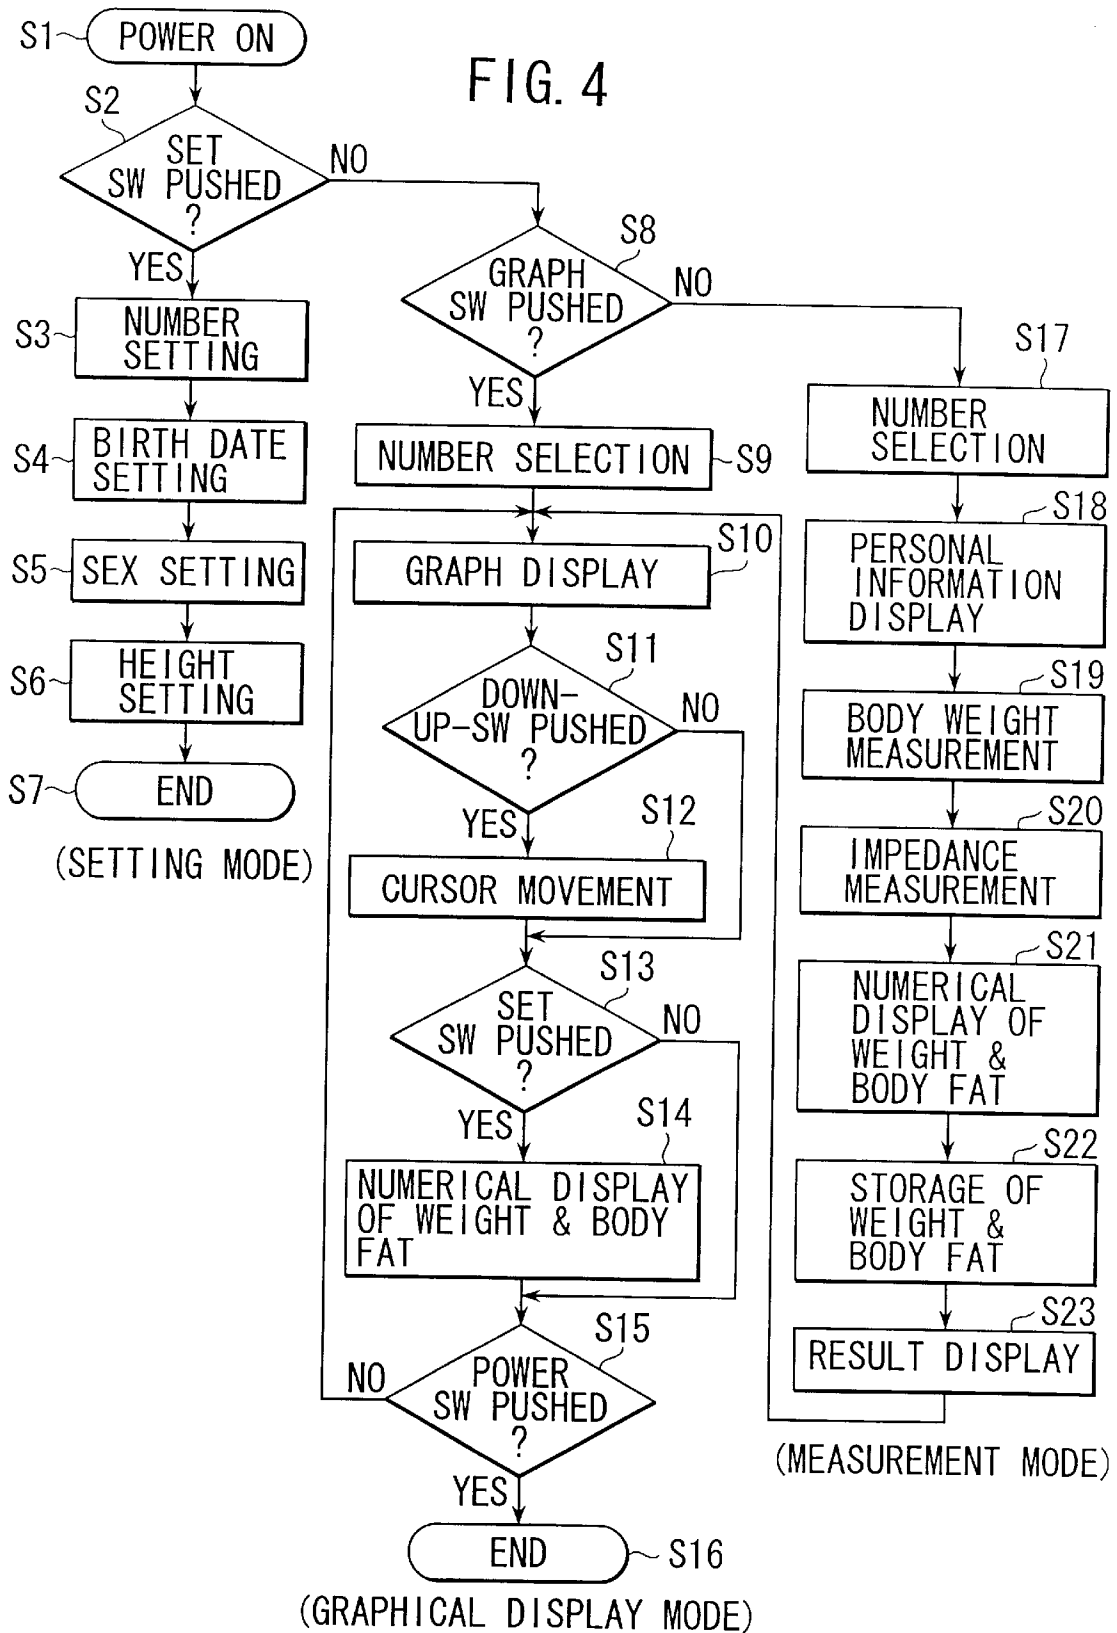 FIG. 4
S1
POWER ON
S2
SET
SW PUSHED
?
NO
YES
S3
NUMBER
SETTING
S4
BIRTH DATE
SETTING
S5
SEX SETTING
S6
HEIGHT
SETTING
S7
END
(SETTING MODE)
S8
GRAPH
SW PUSHED
?
NO
YES
NUMBER SELECTION
S9
S10
GRAPH DISPLAY
S11
DOWN-
UP-SW PUSHED
?
NO
YES
S12
CURSOR MOVEMENT
S13
SET
SW PUSHED
?
NO
YES
S14
NUMERICAL DISPLAY
OF WEIGHT & BODY
FAT
S15
POWER
SW PUSHED
?
NO
YES
END
S16
(GRAPHICAL DISPLAY MODE)
S17
NUMBER
SELECTION
S18
PERSONAL
INFORMATION
DISPLAY
S19
BODY WEIGHT
MEASUREMENT
S20
IMPEDANCE
MEASUREMENT
S21
NUMERICAL
DISPLAY OF
WEIGHT &
BODY FAT
S22
STORAGE OF
WEIGHT &
BODY FAT
S23
RESULT DISPLAY
(MEASUREMENT MODE)